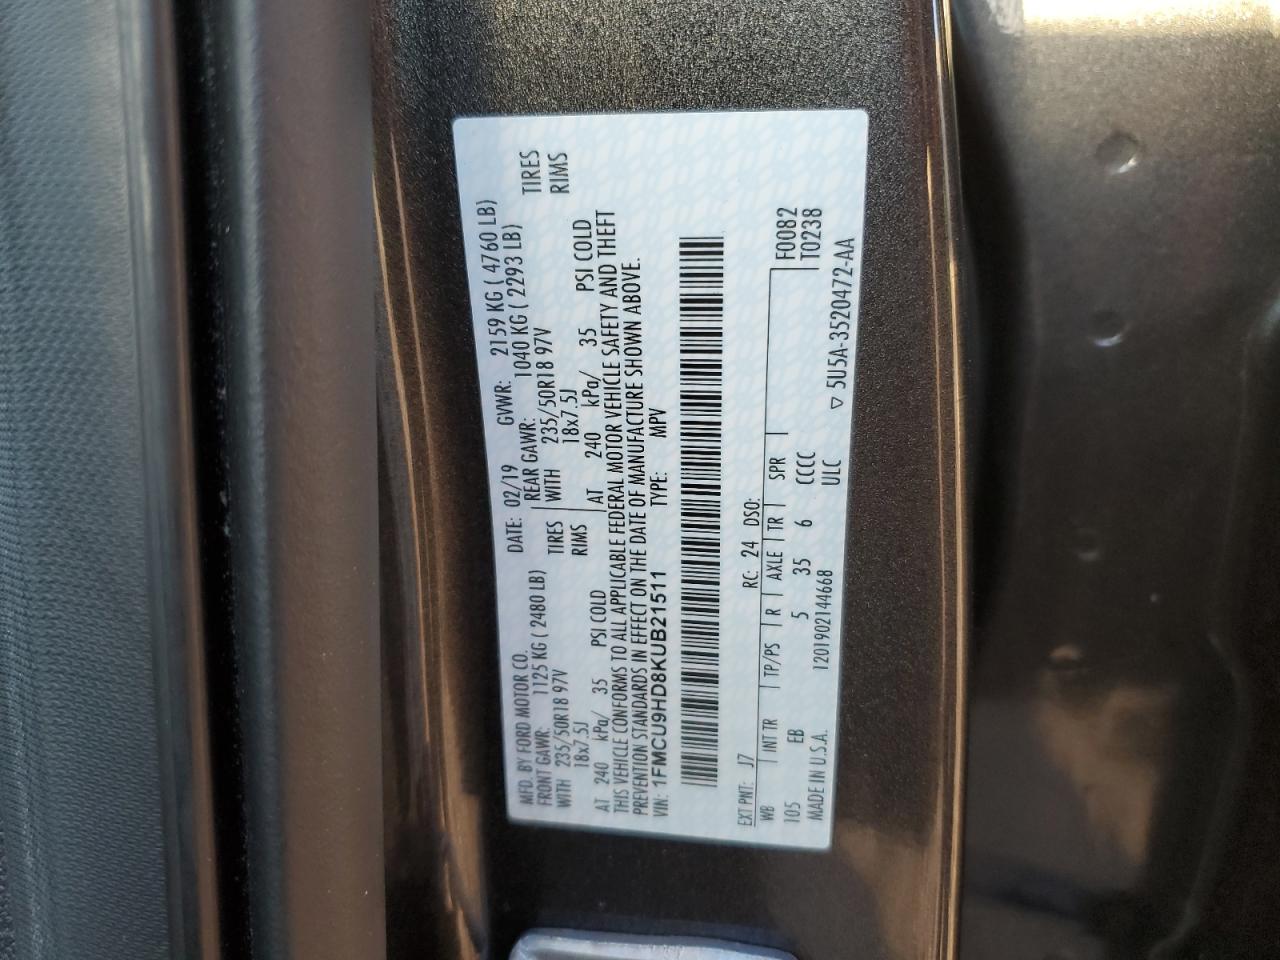 MFD. BY FORD MOTOR CO. DATE: 02/19 GVWR: 2159 KG ( 4760 LB)
FRONT GAWR: 1125 KG ( 2480 LB) REAR GAWR: 1040 KG ( 2293 LB)
WITH 235/50R18 97V TIRES WITH 235/50R18 97V TIRES
18x7.5J RIMS 18x7.5J RIMS
AT 240 kPa/ 35 PSI COLD AT 240 kPa/ 35 PSI COLD
THIS VEHICLE CONFORMS TO ALL APPLICABLE FEDERAL MOTOR VEHICLE SAFETY AND THEFT
PREVENTION STANDARDS IN EFFECT ON THE DATE OF MANUFACTURE SHOWN ABOVE.
VIN: 1FMCU9HD8KUB21511 TYPE: MPV
EXT PNT: J7 RC: 24 DSO: F0082
WB INT TR TP/PS R AXLE TR SPR T0238
105 EB 5 35 6 CCCC
MADE IN U.S.A. 1201902144668 ULC ▽ 5U5A-3520472-AA